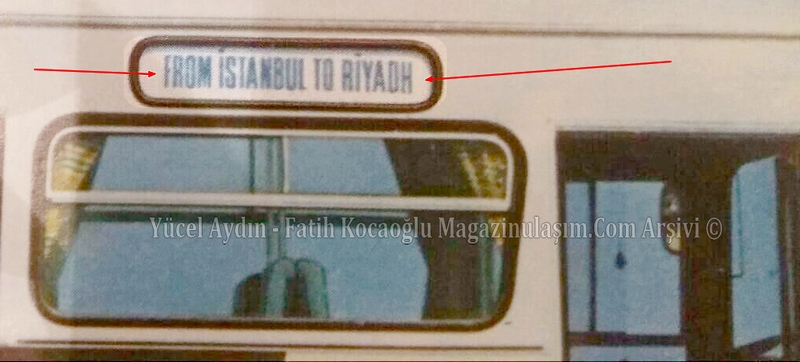 FROM İSTANBUL TO RİYADH
Yücel Aydın - Fatih Kocaoğlu Magazinulaşım.Com Arşivi ©